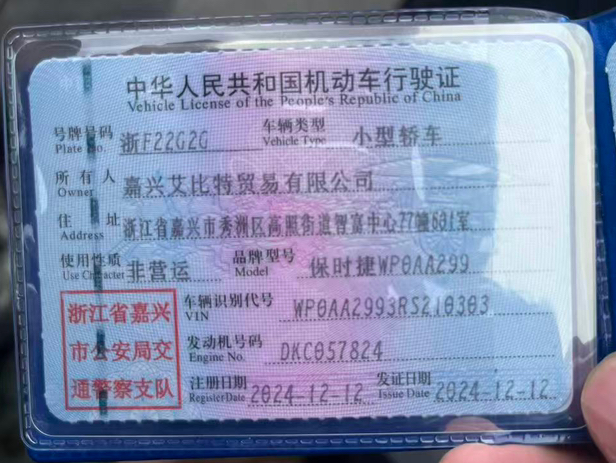 中华人民共和国机动车行驶证
Vehicle License of the People's Republic of China
号牌号码 浙F22G2G 车辆类型 小型轿车
Plate No. Vehicle Type
所有人 嘉兴艾比特贸易有限公司
Owner
住址 浙江省嘉兴市秀洲区高照街道智富中心77幢601室
Address
使用性质 非营运 品牌型号 保时捷WP0AA299
Use Character Model
浙江省嘉兴
市公安局交
通警察支队
车辆识别代号 WP0AA2993RS210303
VIN
发动机号码 DKC057824
Engine No.
注册日期 2024-12-12 发证日期 2024-12-12
Register Date Issue Date